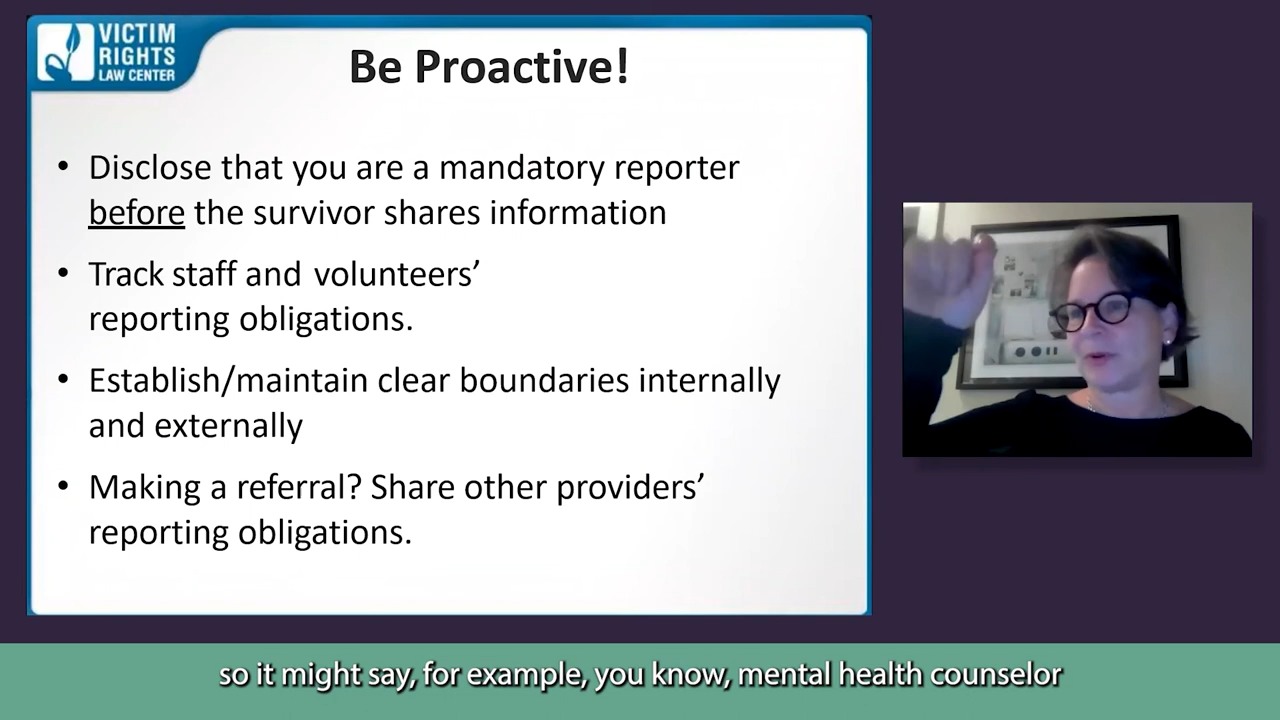 VICTIM
RIGHTS
LAW CENTER
Be Proactive!
• Disclose that you are a mandatory reporter
before the survivor shares information
• Track staff and volunteers’
reporting obligations.
• Establish/maintain clear boundaries internally
and externally
• Making a referral? Share other providers’
reporting obligations.
so it might say, for example, you know, mental health counselor